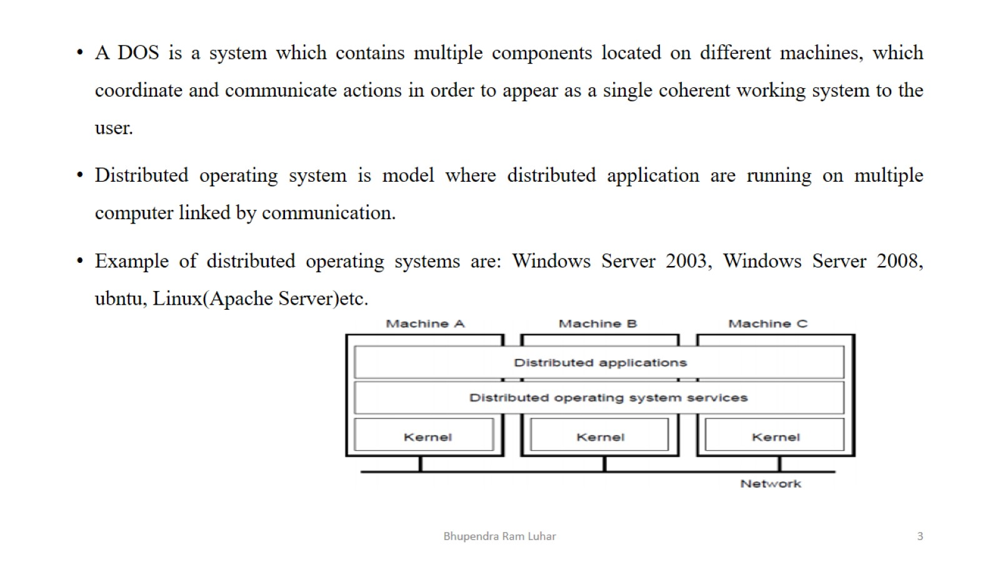 • A DOS is a system which contains multiple components located on different machines, which
coordinate and communicate actions in order to appear as a single coherent working system to the
user.
• Distributed operating system is model where distributed application are running on multiple
computer linked by communication.
• Example of distributed operating systems are: Windows Server 2003, Windows Server 2008,
ubntu, Linux(Apache Server)etc.
Machine A Machine B Machine C
Distributed applications
Distributed operating system services
Kernel Kernel Kernel
Network
Bhupendra Ram Luhar 3